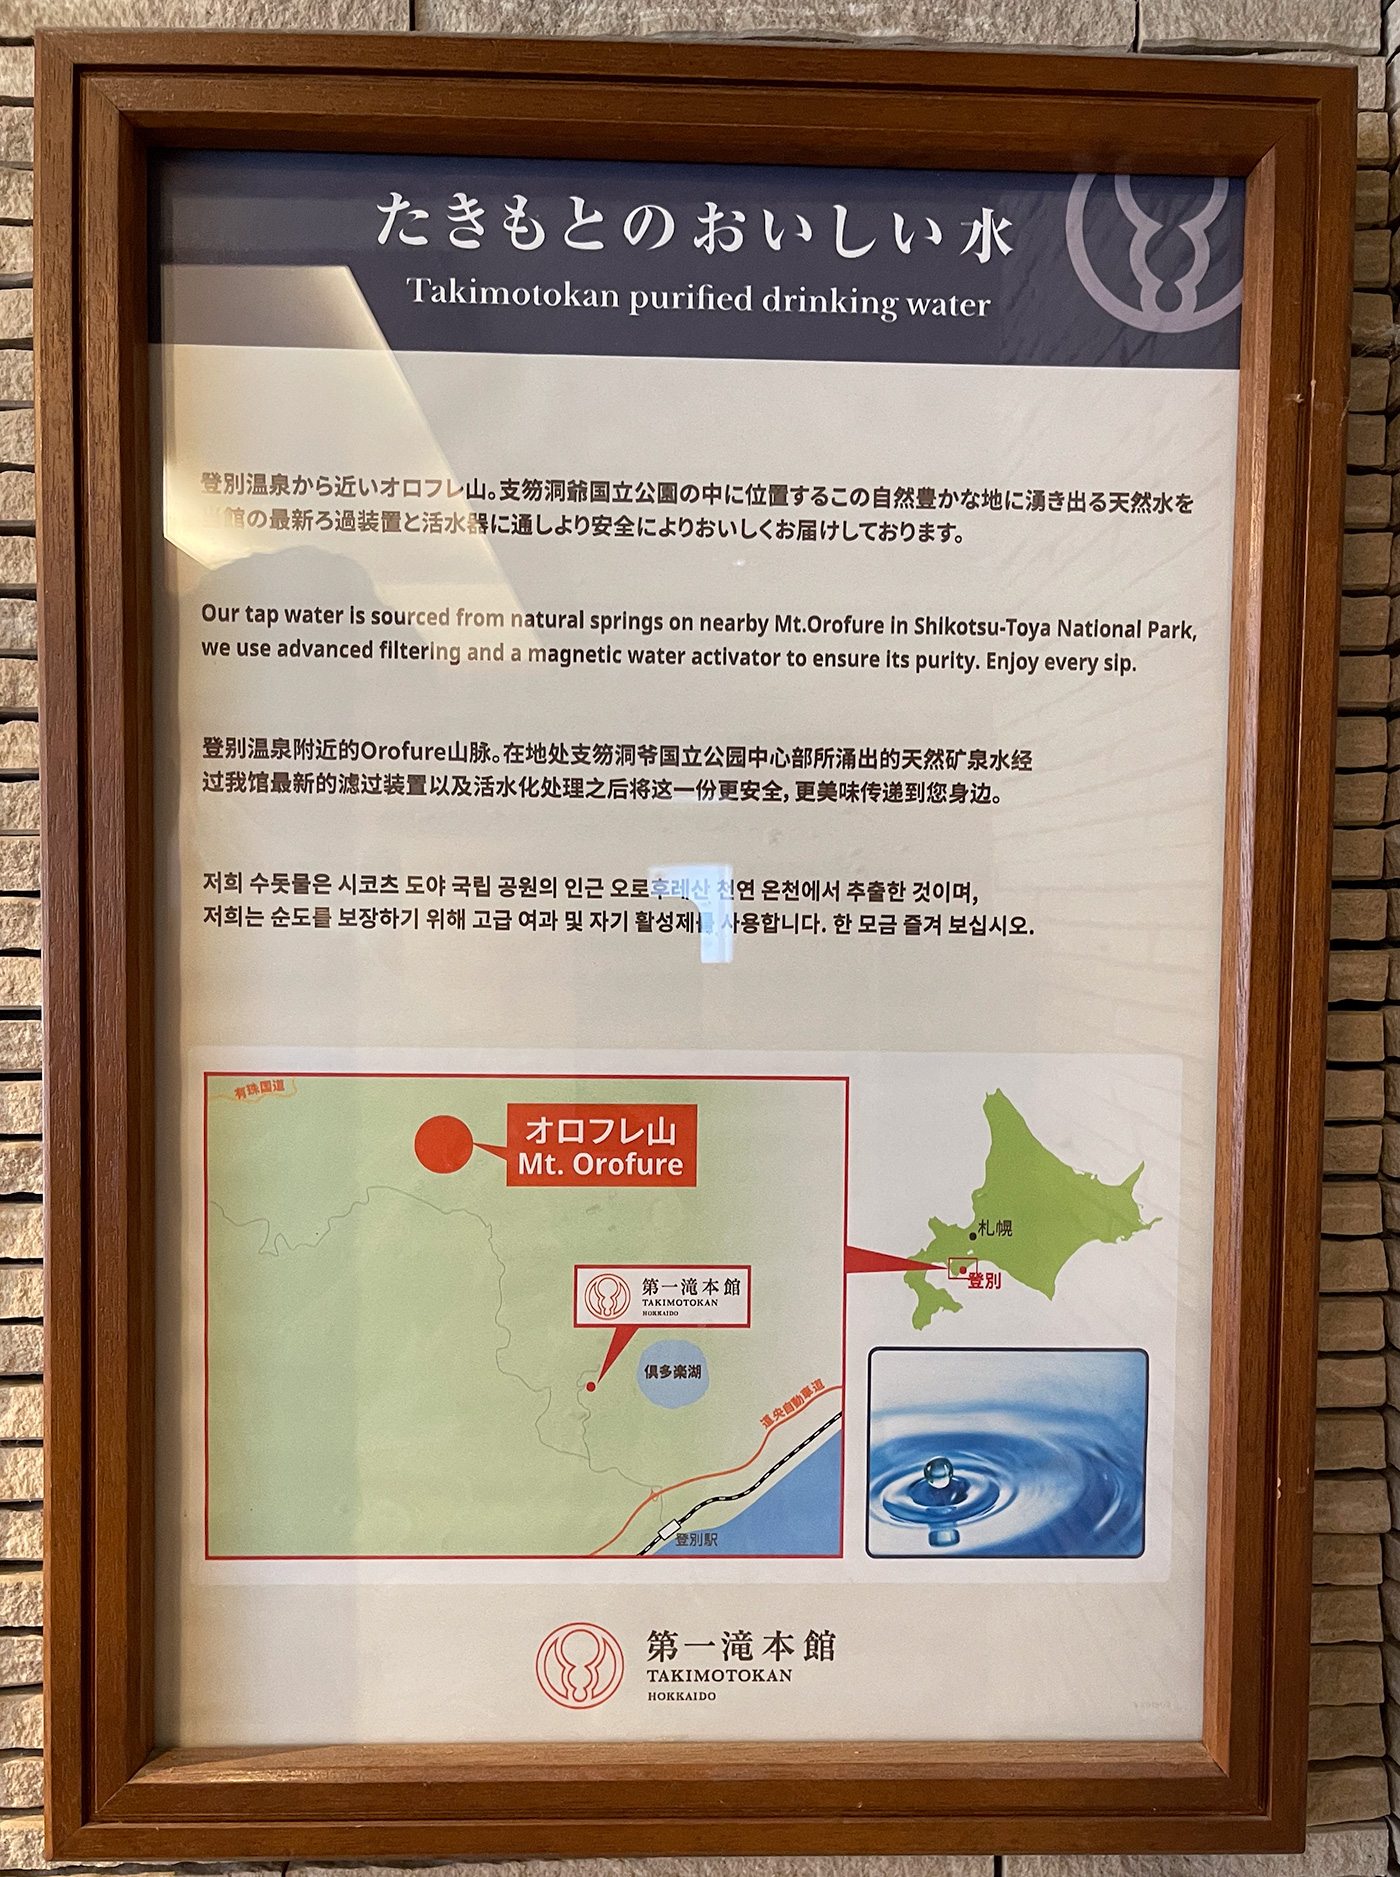 たきもとのおいしい水
Takimotokan purified drinking water
登別温泉から近いオロフレ山。支笏洞爺国立公園の中に位置するこの自然豊かな地に湧き出る天然水を
当館の最新ろ過装置と活水器に通しより安全によりおいしくお届けしております。
Our tap water is sourced from natural springs on nearby Mt.Orofure in Shikotsu-Toya National Park,
we use advanced filtering and a magnetic water activator to ensure its purity. Enjoy every sip.
登别温泉附近的Orofure山脉。在地处支笏洞爷国立公园中心部所涌出的天然矿泉水经
过我馆最新的滤过装置以及活水化处理之后将这一份更安全，更美味传递到您身边。
저희 수돗물은 시코츠 도야 국립 공원의 인근 오로후레산 천연 온천에서 추출한 것이며,
저희는 순도를 보장하기 위해 고급 여과 및 자기 활성제를 사용합니다. 한 모금 즐겨 보십시오.
有珠国道
オロフレ山
Mt. Orofure
第一滝本館
TAKIMOTOKAN
HOKKAIDO
倶多楽湖
道央自動車道
登別駅
札幌
登別
第一滝本館
TAKIMOTOKAN
HOKKAIDO